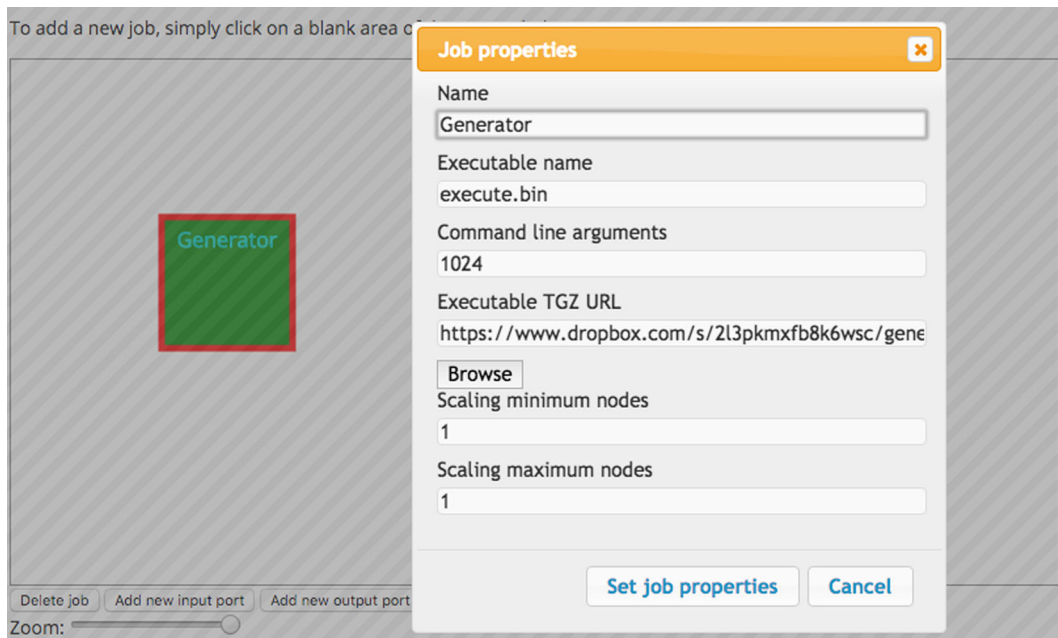 To add a new job, simply click on a blank area o
Job properties
Name
Generator
Executable name
execute.bin
Command line arguments
1024
Executable TGZ URL
https://www.dropbox.com/s/2l3pkmxfb8k6wsc/gene
Browse
Scaling minimum nodes
1
Scaling maximum nodes
1
Set job properties Cancel
Generator
Delete job Add new input port Add new output port
Zoom: